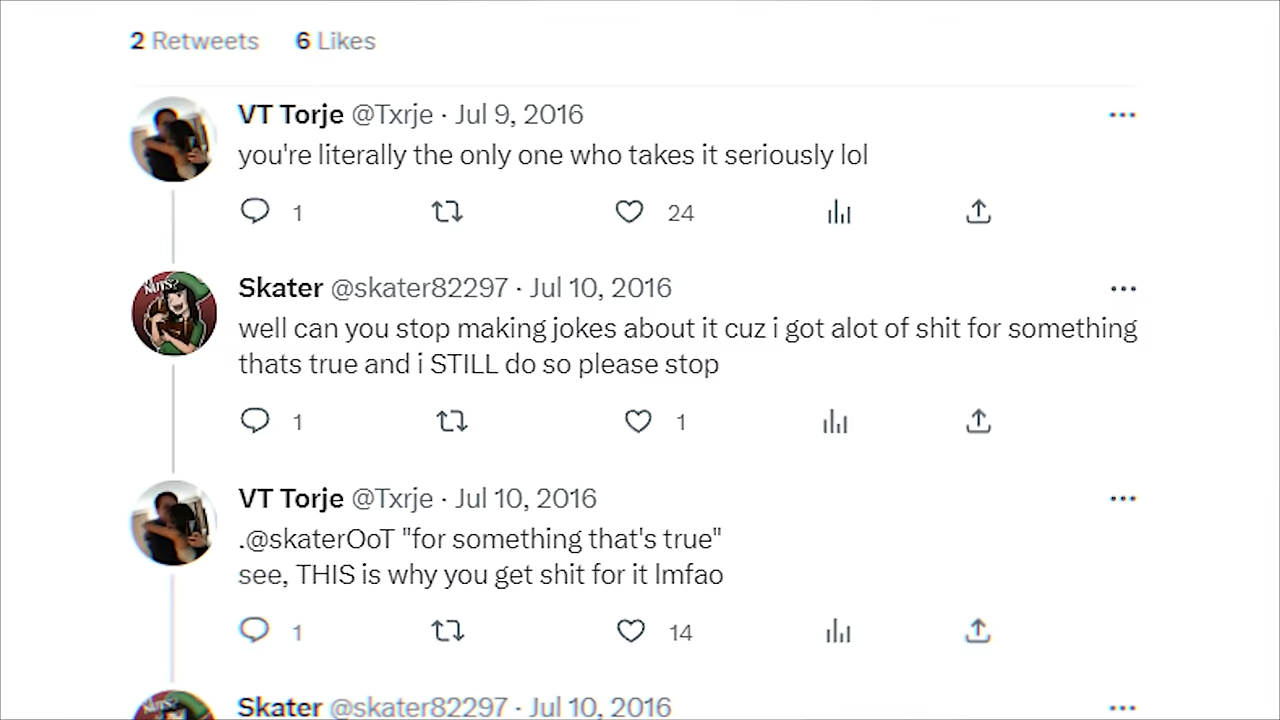 2 Retweets 6 Likes
VT Torje @Txrje · Jul 9, 2016
you're literally the only one who takes it seriously lol
1 24
NUTS?
Skater @skater82297 · Jul 10, 2016
well can you stop making jokes about it cuz i got alot of shit for something
thats true and i STILL do so please stop
1 1
VT Torje @Txrje · Jul 10, 2016
.@skaterOoT "for something that's true"
see, THIS is why you get shit for it lmfao
1 14
Skater @skater82297 · Jul 10, 2016